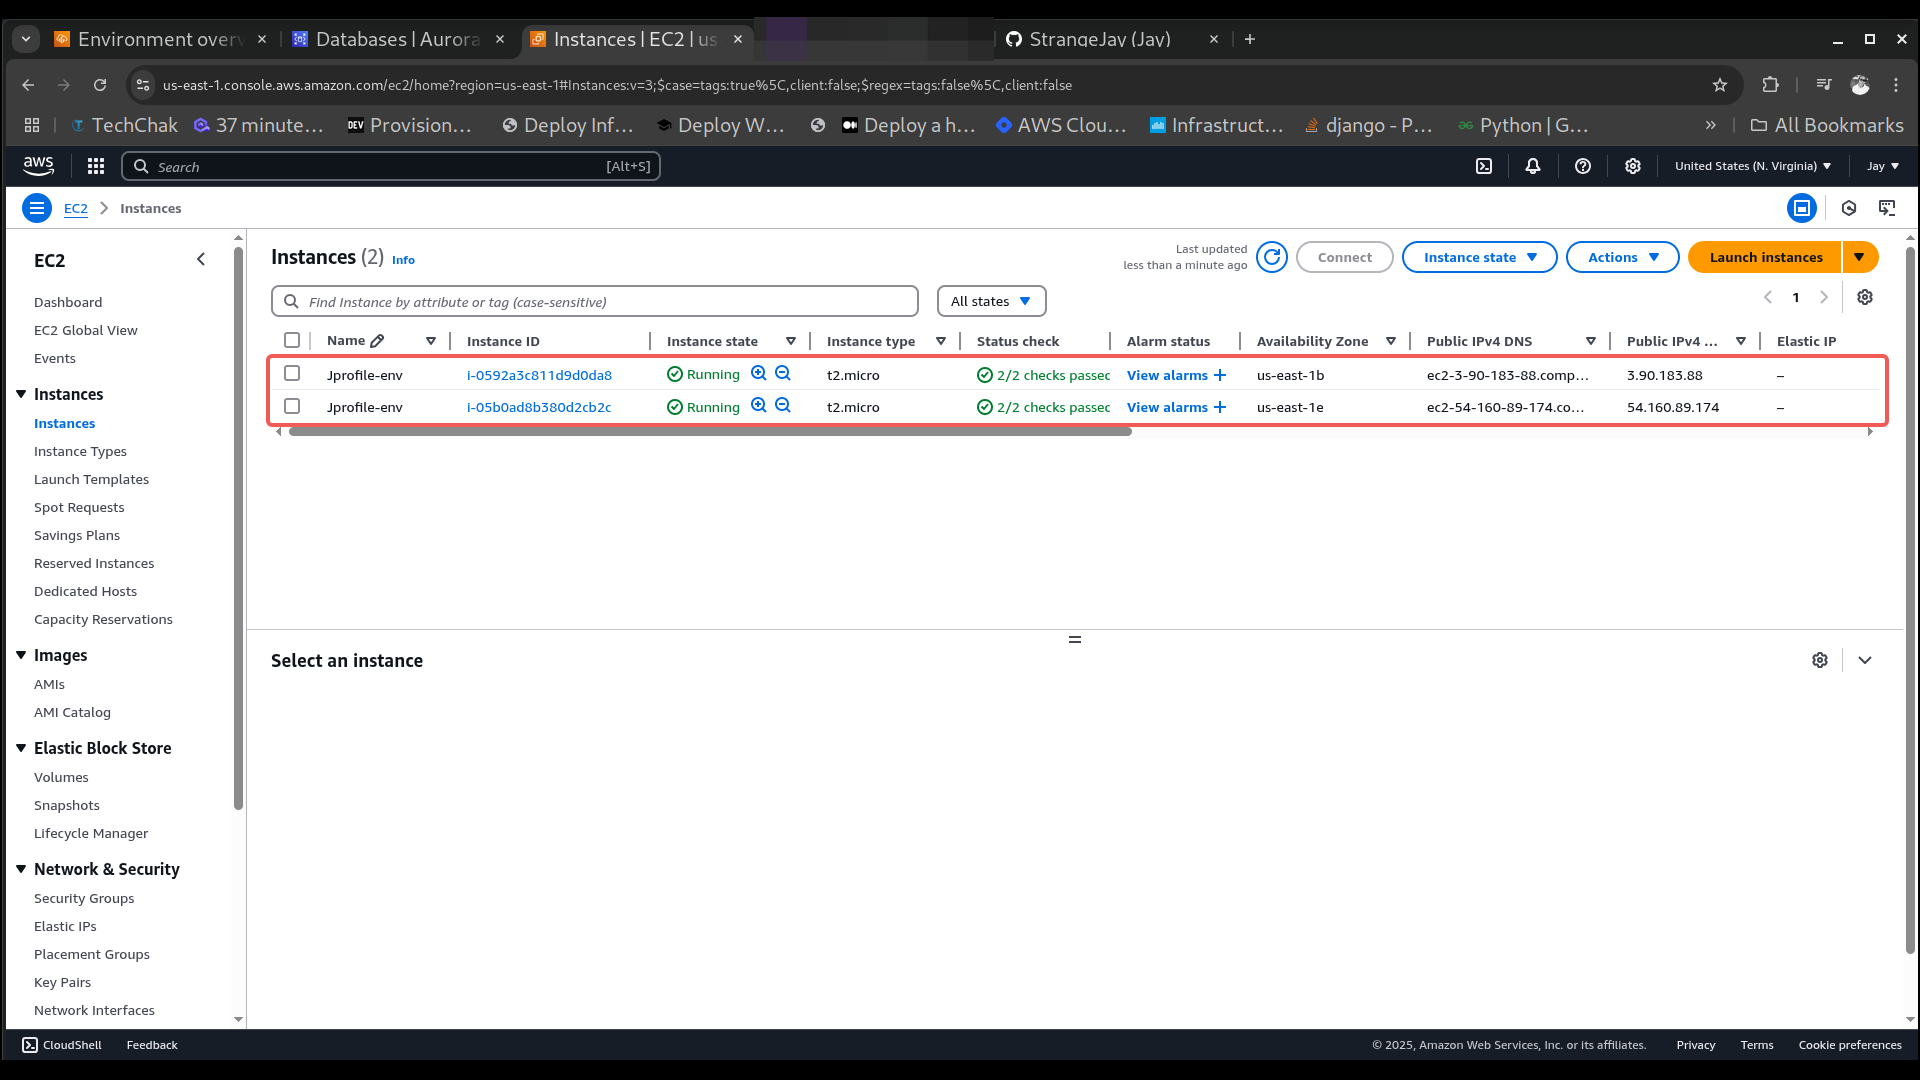 Environment overv
Databases | Aurora
Instances | EC2 | us
StrangeJay (Jay)
us-east-1.console.aws.amazon.com/ec2/home?region=us-east-1#Instances:v=3;$case=tags:true%5C,client:false;$regex=tags:false%5C,client:false
TechChak
37 minute...
DEV Provision...
Deploy Inf...
Deploy W...
Deploy a h...
AWS Clou...
Infrastruct...
django - P...
Python | G...
All Bookmarks
aws
Search [Alt+S]
United States (N. Virginia)
Jay
EC2 > Instances
EC2
Dashboard
EC2 Global View
Events
Instances
Instances
Instance Types
Launch Templates
Spot Requests
Savings Plans
Reserved Instances
Dedicated Hosts
Capacity Reservations
Images
AMIs
AMI Catalog
Elastic Block Store
Volumes
Snapshots
Lifecycle Manager
Network & Security
Security Groups
Elastic IPs
Placement Groups
Key Pairs
Network Interfaces
Instances (2) Info
Last updated
less than a minute ago
Connect
Instance state
Actions
Launch instances
Find Instance by attribute or tag (case-sensitive)
All states
1
Name Instance ID Instance state Instance type Status check Alarm status Availability Zone Public IPv4 DNS Public IPv4 ... Elastic IP
Jprofile-env i-0592a3c811d9d0da8 Running t2.micro 2/2 checks passec View alarms + us-east-1b ec2-3-90-183-88.comp... 3.90.183.88 –
Jprofile-env i-05b0ad8b380d2cb2c Running t2.micro 2/2 checks passec View alarms + us-east-1e ec2-54-160-89-174.co... 54.160.89.174 –
Select an instance
CloudShell
Feedback
© 2025, Amazon Web Services, Inc. or its affiliates.
Privacy
Terms
Cookie preferences